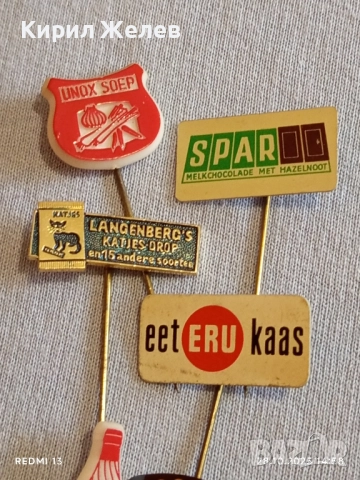 Кирил Желев
UNOX SOEP
SPAR
MELKCHOCOLADE MET HAZELNOOT
KATJES
LANGENBERG'S
KATJES DROP
en 15 andere soorten
eet ERU kaas
REDMI 13
BAZAR